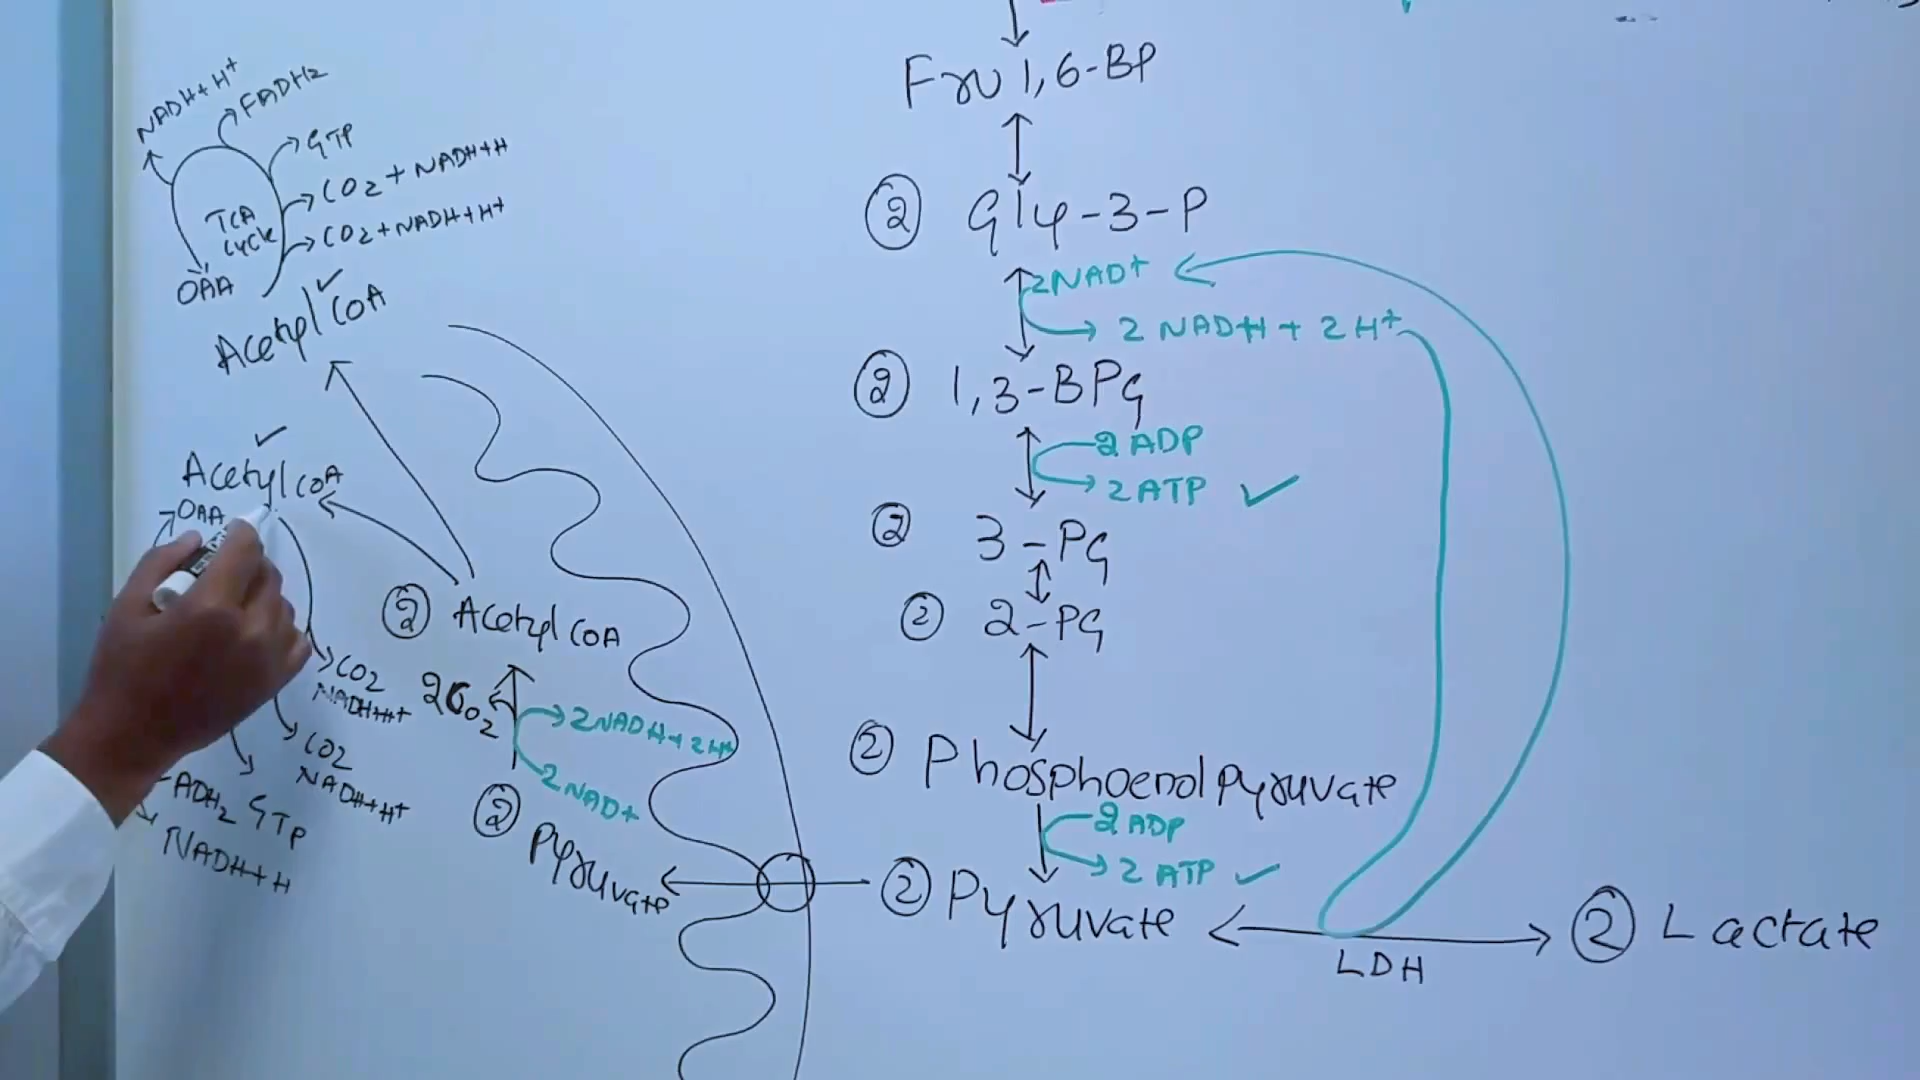 NADH+H+
FADH2
GTP
CO2 + NADH+H
CO2+NADH+H+
TCA
CYCle
OAA
Acetyl COA
Acetyl COA
OAA
CO2
NADH+H+
CO2
NADH+H+
GTP
ADH2
NADH+H
② Acetyl COA
2CO2
2NADH+2H+
2NAD+
② Pyruvate
Fru 1,6-BP
② Gly-3-P
2NAD+
2 NADH + 2H+
② 1,3-BPG
2 ADP
2 ATP
② 3-PG
② 2-PG
② Phosphoenol Pyruvate
2 ADP
2 ATP
② Pyruvate
LDH
② Lactate